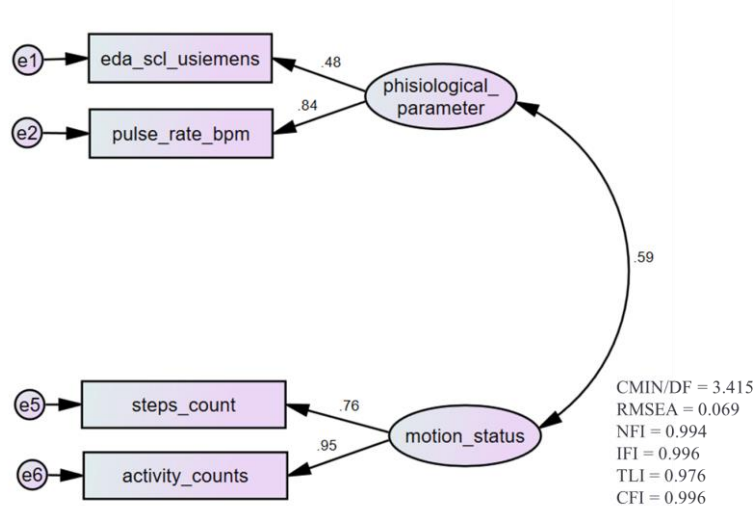 e1
eda_scl_usiemens
.48
phisiological_
parameter
e2
pulse_rate_bpm
.84
.59
e5
steps_count
.76
motion_status
e6
activity_counts
.95
CMIN/DF = 3.415
RMSEA = 0.069
NFI = 0.994
IFI = 0.996
TLI = 0.976
CFI = 0.996